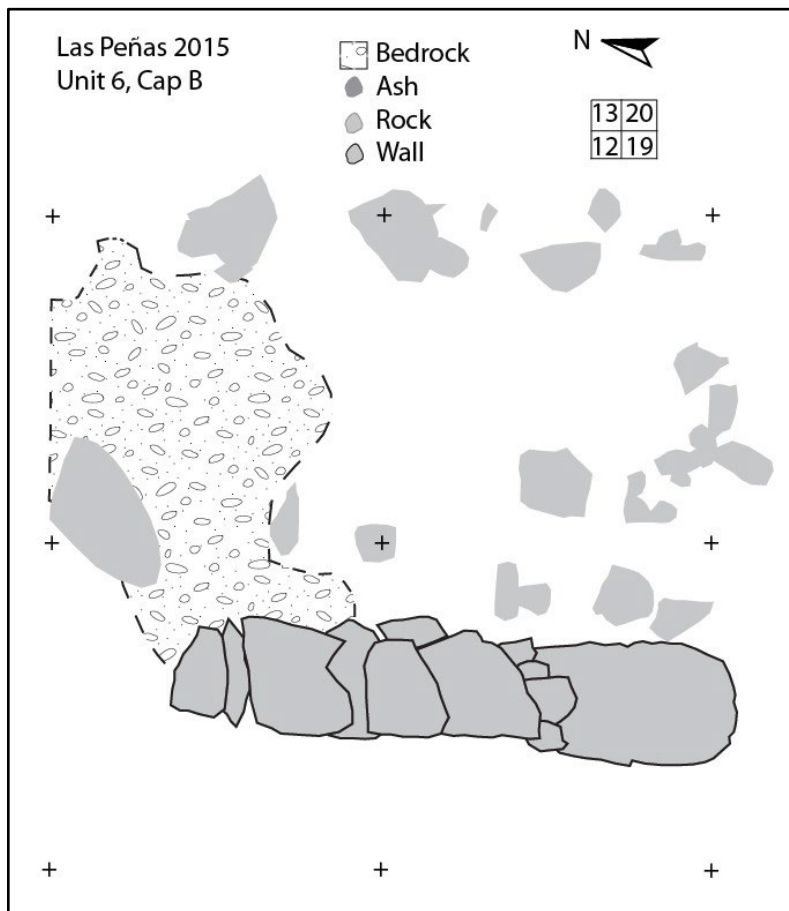 Las Peñas 2015
Unit 6, Cap B
Bedrock
Ash
Rock
Wall
N
13 20
12 19